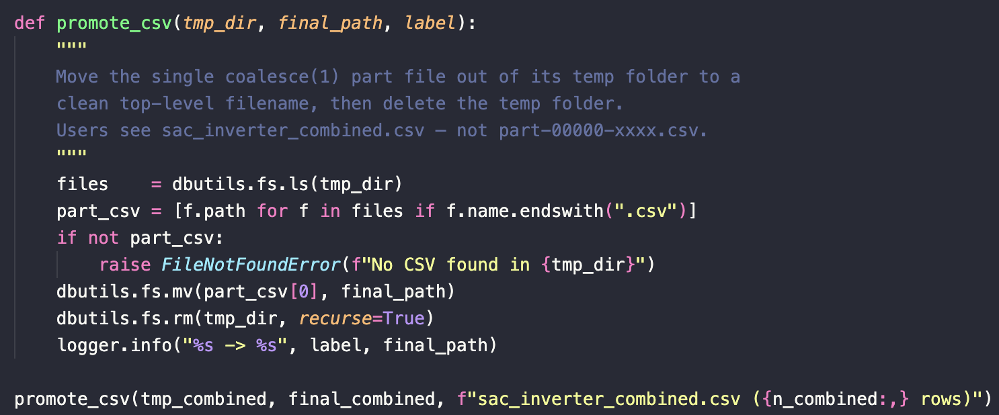 def promote_csv(tmp_dir, final_path, label):
    """
    Move the single coalesce(1) part file out of its temp folder to a
    clean top-level filename, then delete the temp folder.
    Users see sac_inverter_combined.csv — not part-00000-xxxx.csv.
    """
    files    = dbutils.fs.ls(tmp_dir)
    part_csv = [f.path for f in files if f.name.endswith(".csv")]
    if not part_csv:
        raise FileNotFoundError(f"No CSV found in {tmp_dir}")
    dbutils.fs.mv(part_csv[0], final_path)
    dbutils.fs.rm(tmp_dir, recurse=True)
    logger.info("%s -> %s", label, final_path)

promote_csv(tmp_combined, final_combined, f"sac_inverter_combined.csv ({n_combined:,} rows)")